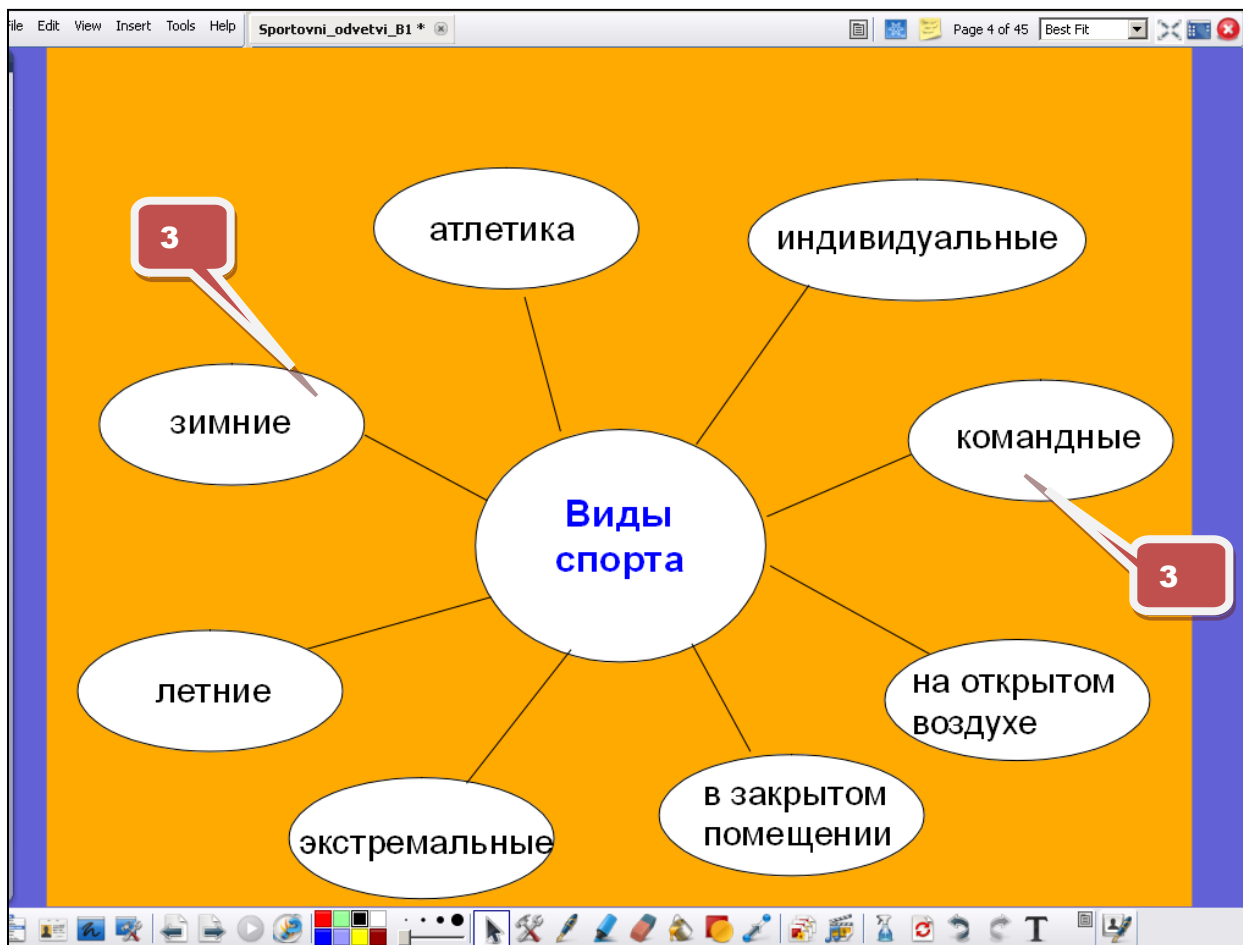 File Edit View Insert Tools Help
Sportovni_odvetvi_B1 *
Page 4 of 45
Best Fit
атлетика
индивидуальные
3
зимние
командные
Виды
спорта
3
летние
на открытом
воздухе
экстремальные
в закрытом
помещении
T